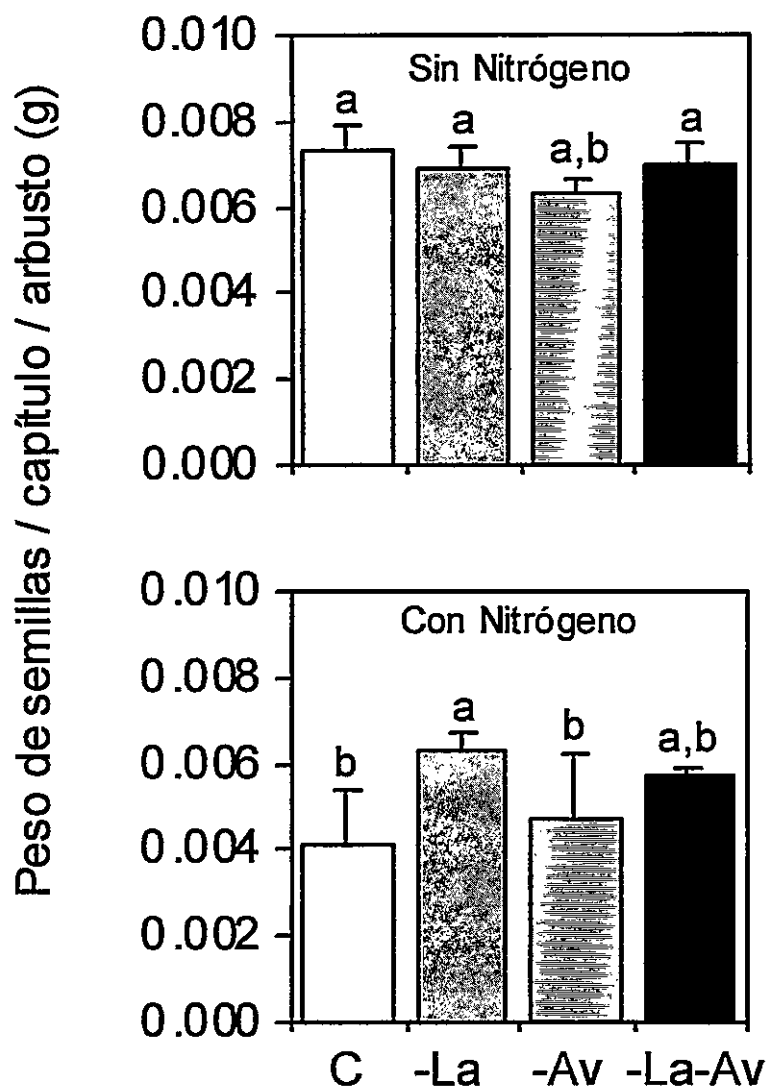 Peso de semillas / capítulo / arbusto (g)
0.010
0.008
0.006
0.004
0.002
0.000
Sin Nitrógeno
a
a
a,b
a
0.010
0.008
0.006
0.004
0.002
0.000
Con Nitrógeno
b
a
b
a,b
C
-La
-Av
-La-Av